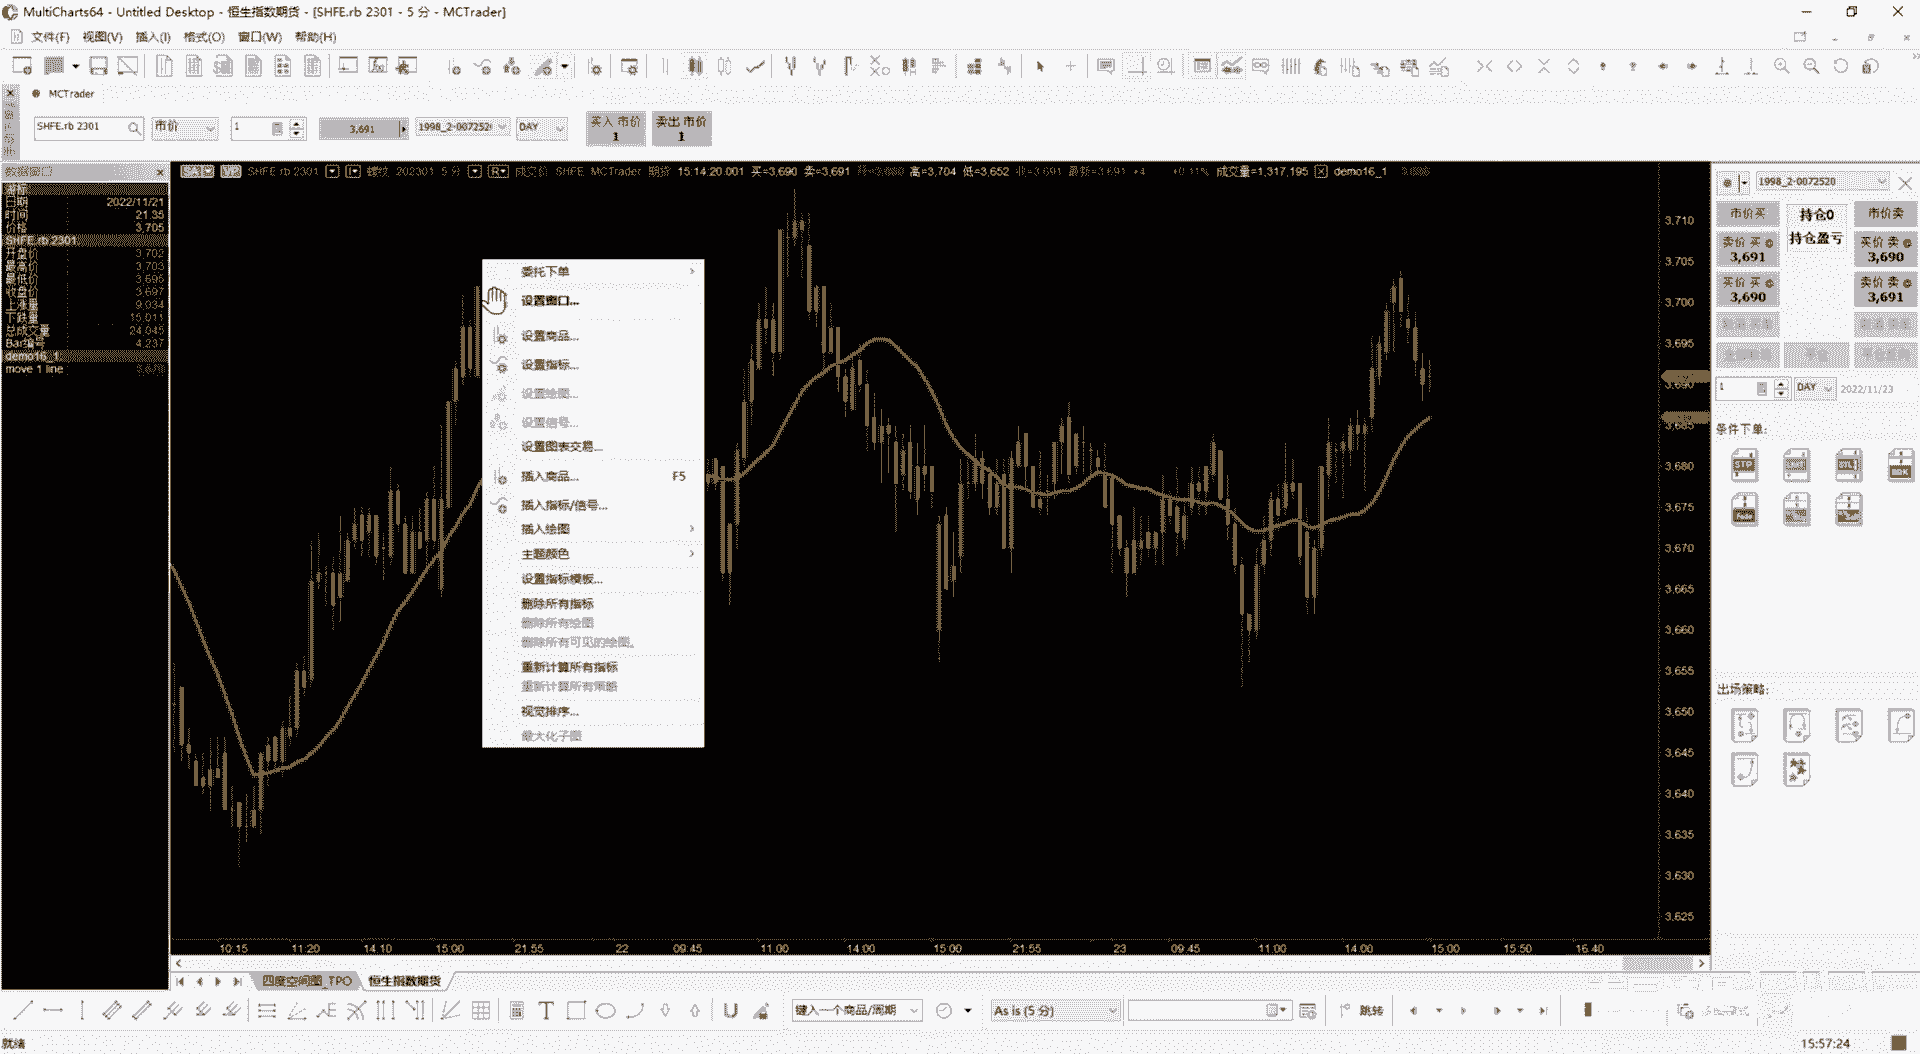 MultiCharts64 - Untitled Desktop - 恒生指数期货 - [SHFE.rb 2301 - 5 分 - MCTrader]
文件(F) 视图(V) 插入(I) 格式(O) 窗口(W) 帮助(H)
MCTrader
SHFE.rb 2301 市价 1 3,691 1998_2-007252 DAY 买入 市价 1 卖出 市价 1
数据窗口
SHFE rb 2301 螺纹 202301 5 分 成交价 SHFE MCTrader 期货 15:14:20.001 买=3,690 卖=3,691 高=3,704 低=3,652 收=3,691 最新=3,691 +4 +0.11% 成交量=1,317,195 demo16_1
游标
日期 2022/11/21
时间 21:35
价格 3,705
SHFE.rb 2301
开盘价 3,702
最高价 3,703
最低价 3,695
收盘价 3,697
上涨量 9,034
下跌量 15,011
总成交量 24,045
Bar编号 4,237
demo16_1
move 1 line
委托下单
设置窗口...
设置商品...
设置指标...
设置绘图...
设置信号...
设置图表交易...
插入商品... F5
插入指标/信号...
插入绘图
主题颜色
设置指标模板...
删除所有指标
删除所有绘图
删除所有可见的绘图。
重新计算所有指标
重新计算所有策略
视觉排序...
最大化子图
3,710
3,705
3,700
3,695
3,690
3,685
3,680
3,675
3,670
3,665
3,660
3,655
3,650
3,645
3,640
3,635
3,630
3,625
10:15 11:20 14:10 15:00 21:55 22 09:45 11:00 14:00 15:00 21:55 23 09:45 11:00 14:00 15:00 15:50 16:40
1998_2-0072520
市价买 持仓0 市价卖
卖价 买 3,691 持仓盈亏 买价 卖 3,690
买价 买 3,690 卖价 卖 3,691
1 DAY 2022/11/23
条件下单:
STP
出场策略:
四度空间图_TPO 恒生指数期货
键入一个商品/周期 As is (5 分) 跳转
就绪 15:57:24